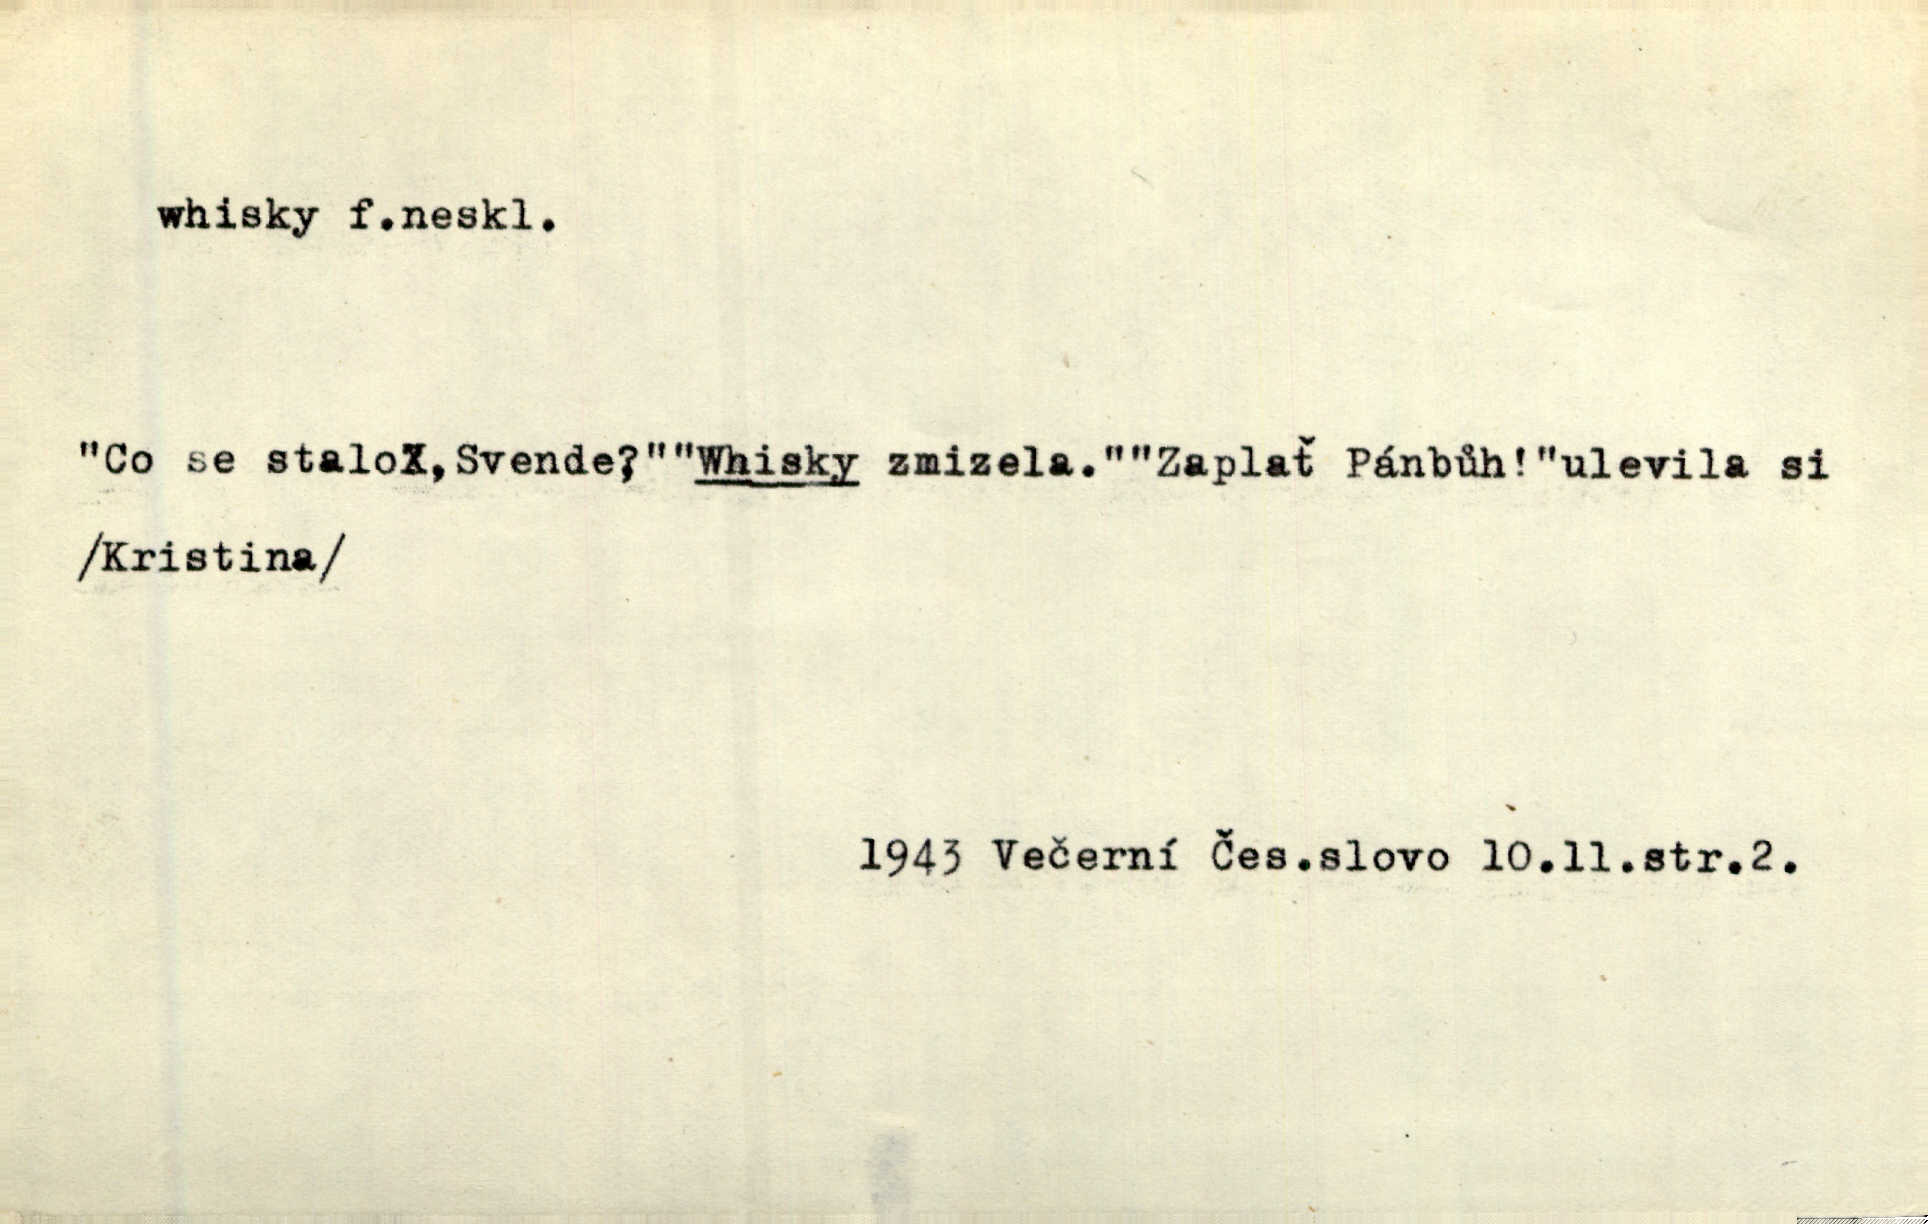 whisky f.neskl.
"Co se stalo, Svende?""Whisky zmizela.""Zaplať Pánbůh!"ulevila si
/Kristina/
1943 Večerní Čes.slovo 10.11.str.2.